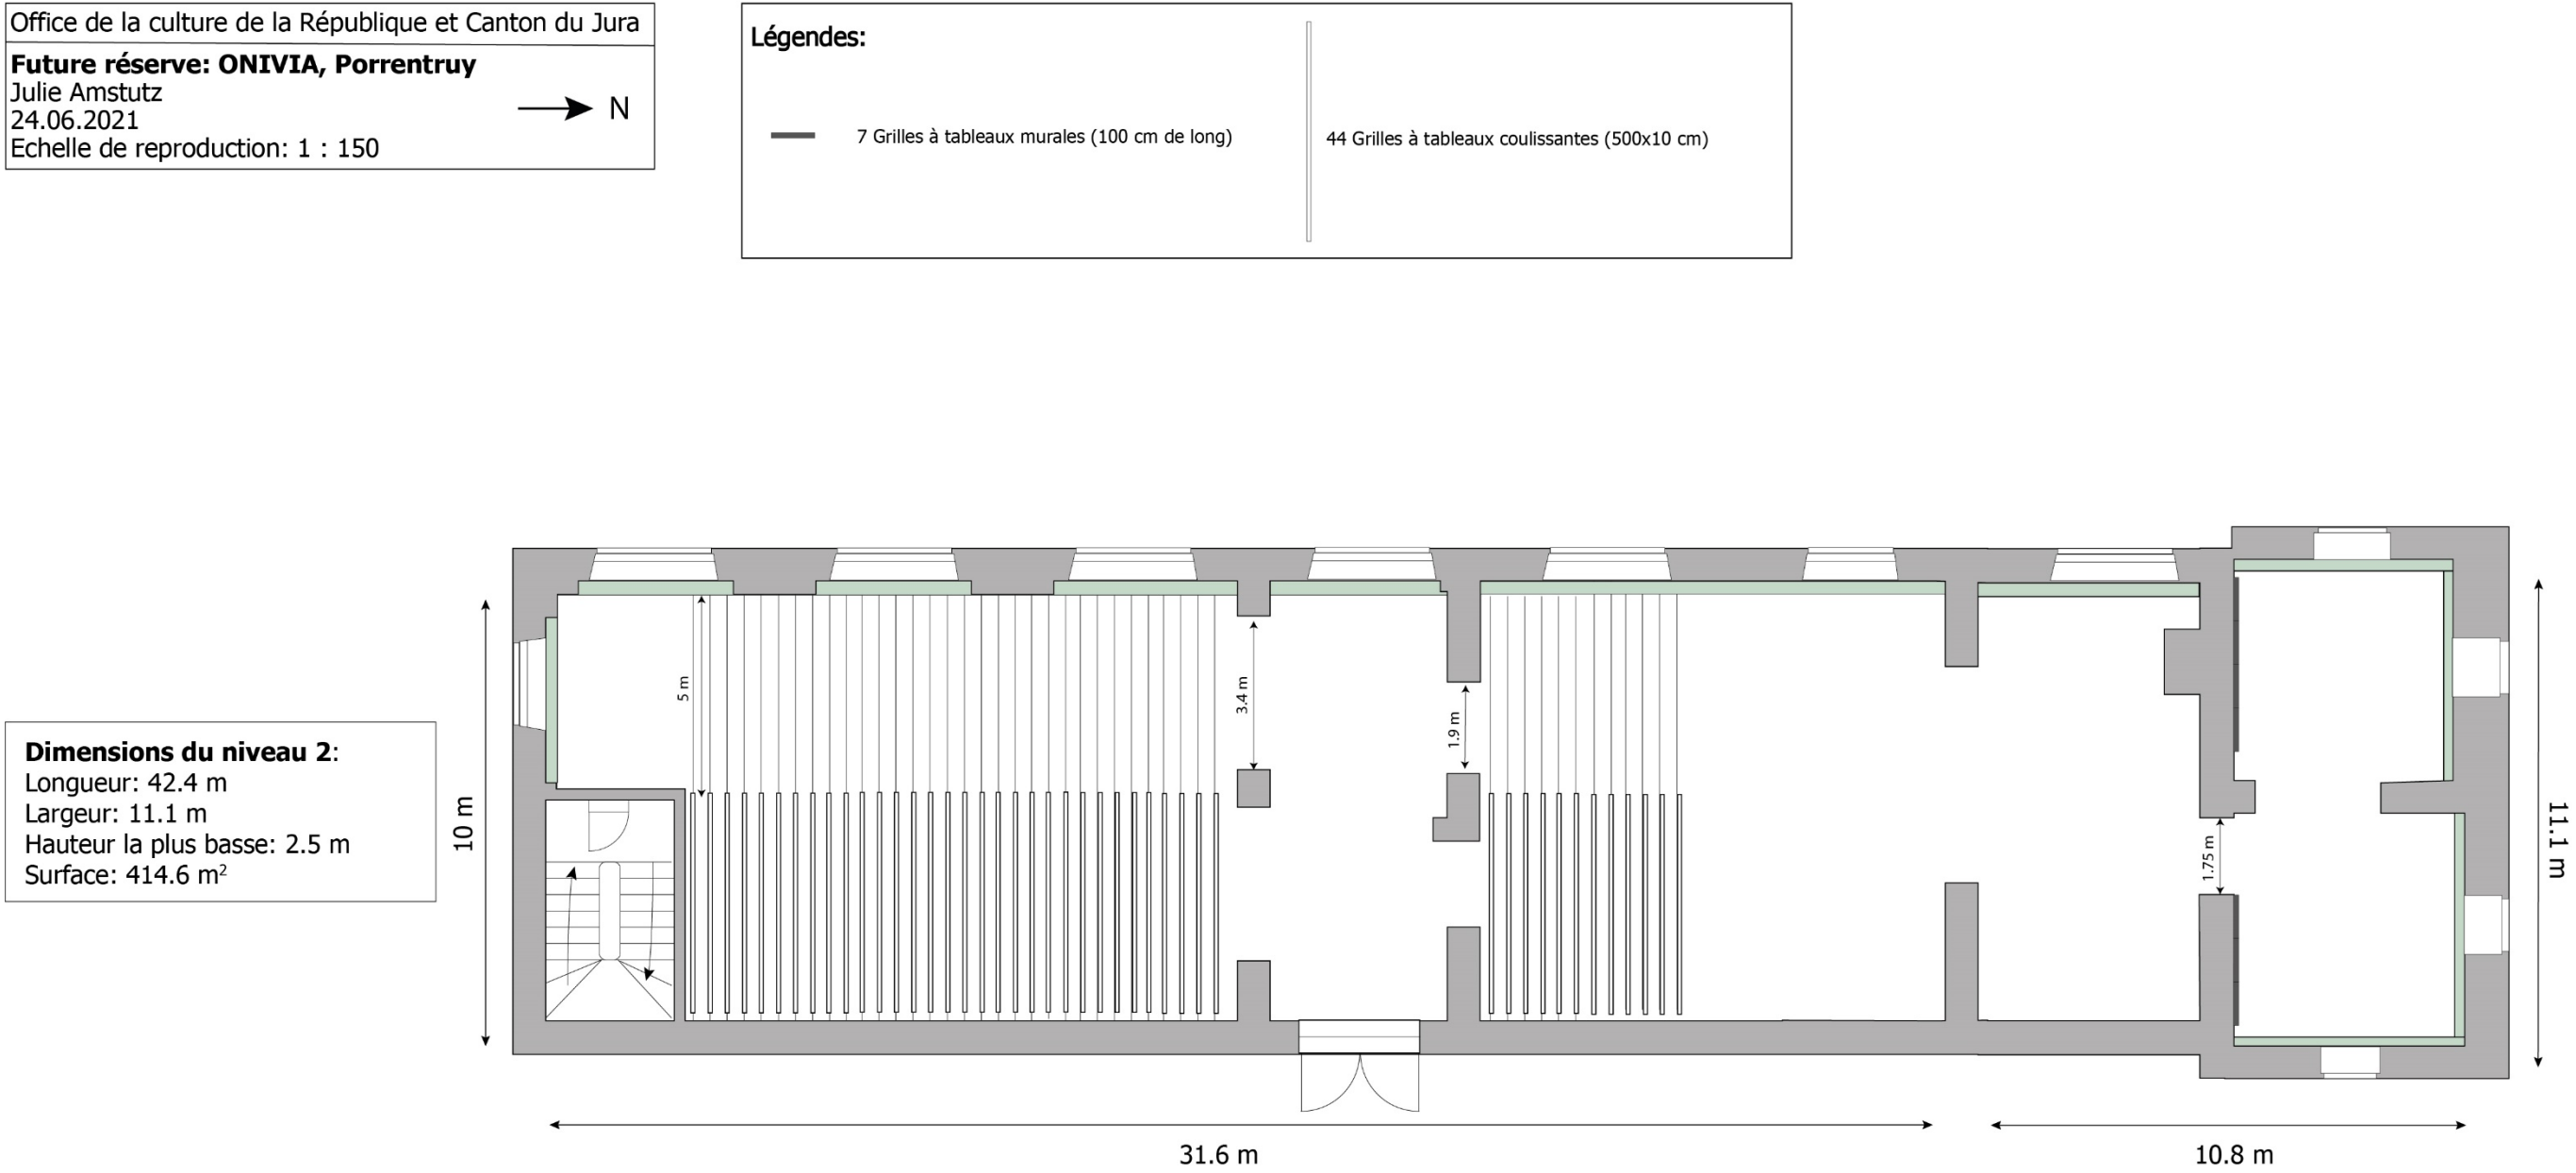 Office de la culture de la République et Canton du Jura
Future réserve: ONIVIA, Porrentruy
Julie Amstutz
24.06.2021
N
Echelle de reproduction: 1 : 150
Légendes:
7 Grilles à tableaux murales (100 cm de long)
44 Grilles à tableaux coulissantes (500x10 cm)
Dimensions du niveau 2:
Longueur: 42.4 m
Largeur: 11.1 m
Hauteur la plus basse: 2.5 m
Surface: 414.6 m²
10 m
5 m
3.4 m
1.9 m
1.75 m
11.1 m
31.6 m
10.8 m